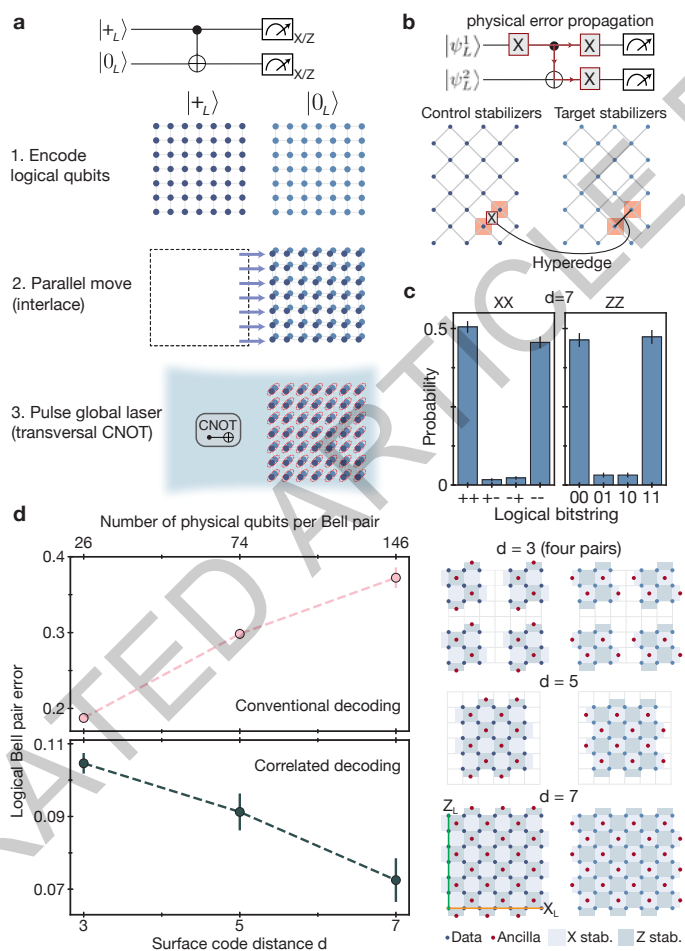 a
|+L⟩
|0L⟩
X/Z
X/Z
|+L⟩
|0L⟩
1. Encode
logical qubits
2. Parallel move
(interlace)
3. Pulse global laser
(transversal CNOT)
CNOT
b
physical error propagation
|ψ¹L⟩
X
X
|ψ²L⟩
X
Control stabilizers
Target stabilizers
X
Hyperedge
c
XX
d=7
ZZ
Probability
0.5
0
++
+-
-+
--
00
01
10
11
Logical bitstring
d
Number of physical qubits per Bell pair
26
74
146
0.4
0.3
0.2
Conventional decoding
Logical Bell pair error
0.11
0.09
0.07
Correlated decoding
3
5
7
Surface code distance d
d = 3 (four pairs)
d = 5
d = 7
ZL
XL
Data
Ancilla
X stab.
Z stab.
RATED ARTICLE